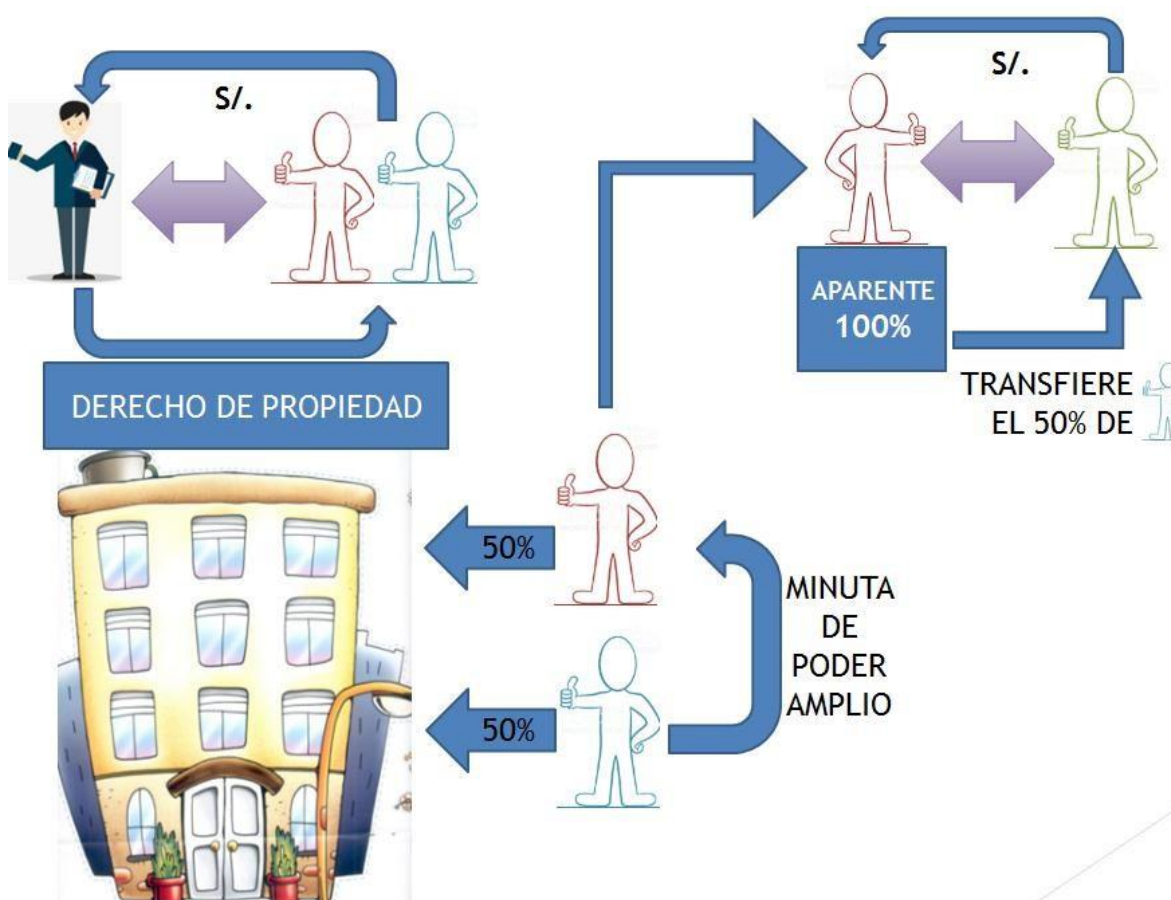 S/.
DERECHO DE PROPIEDAD
S/.
APARENTE
100%
TRANSFIERE
EL 50% DE
50%
50%
MINUTA
DE
PODER
AMPLIO